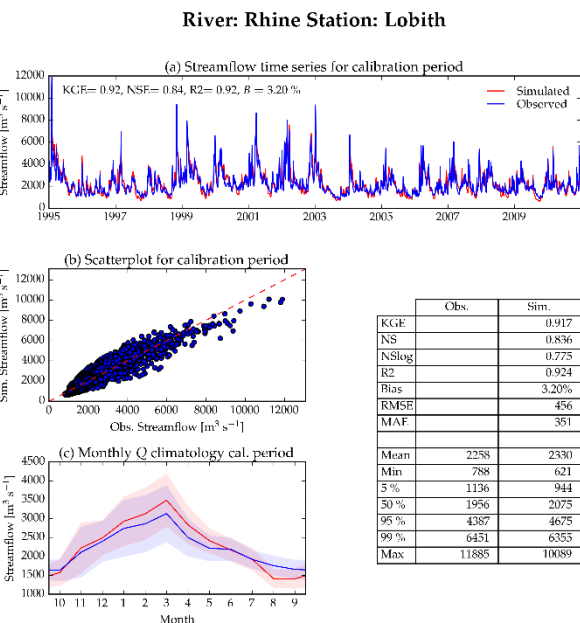 River: Rhine Station: Lobith
(a) Streamflow time series for calibration period
KGE= 0.92, NSE= 0.84, R2= 0.92, B = 3.20 %
Simulated
Observed
Streamflow [m³ s⁻¹]
12000
10000
8000
6000
4000
2000
0
1995 1997 1999 2001 2003 2005 2007 2009
(b) Scatterplot for calibration period
Sim. Streamflow [m³ s⁻¹]
12000
10000
8000
6000
4000
2000
0
0 2000 4000 6000 8000 10000 12000
Obs. Streamflow [m³ s⁻¹]
(c) Monthly Q climatology cal. period
Streamflow [m³ s⁻¹]
4500
4000
3500
3000
2500
2000
1500
1000
10 11 12 1 2 3 4 5 6 7 8 9
Month
Obs. Sim.
KGE 0.917
NS 0.836
NSlog 0.775
R2 0.924
Bias 3.20%
RMSE 456
MAE 351
Mean 2258 2330
Min 788 621
5 % 1136 944
50 % 1956 2075
95 % 4387 4675
99 % 6451 6355
Max 11885 10089